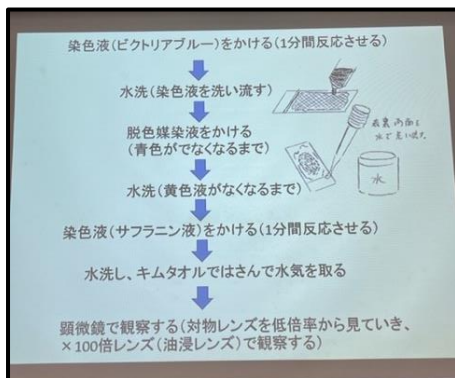 染色液(ビクトリアブルー)をかける(1分間反応させる)
水洗(染色液を洗い流す)
脱色媒染液をかける
(青色がでなくなるまで)
水で洗い流す。
水
水洗(黄色液がなくなるまで)
染色液(サフラニン液)をかける(1分間反応させる)
水洗し、キムタオルではさんで水気を取る
顕微鏡で観察する(対物レンズを低倍率から見ていき、
×100倍レンズ(油浸レンズ)で観察する)